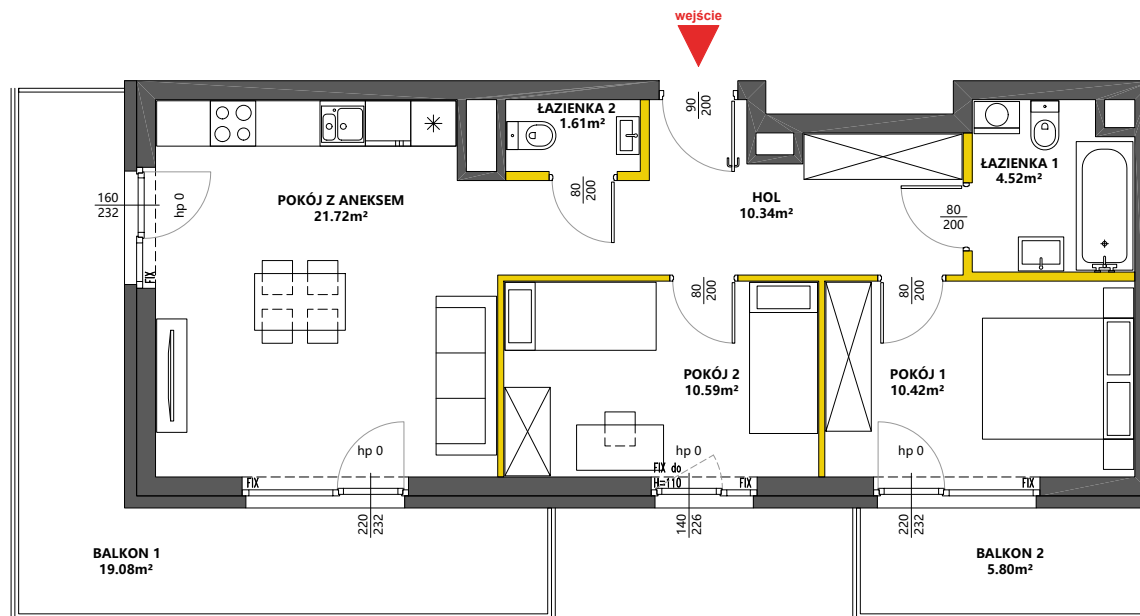 wejście
90
200
ŁAZIENKA 2
1.61m²
ŁAZIENKA 1
4.52m²
160
232
hp 0
FIX
POKÓJ Z ANEKSEM
21.72m²
80
200
HOL
10.34m²
80
200
80
200
80
200
POKÓJ 2
10.59m²
POKÓJ 1
10.42m²
hp 0
hp 0
hp 0
FIX do
H=110
FIX
FIX
FIX
220
232
140
226
220
232
BALKON 1
19.08m²
BALKON 2
5.80m²